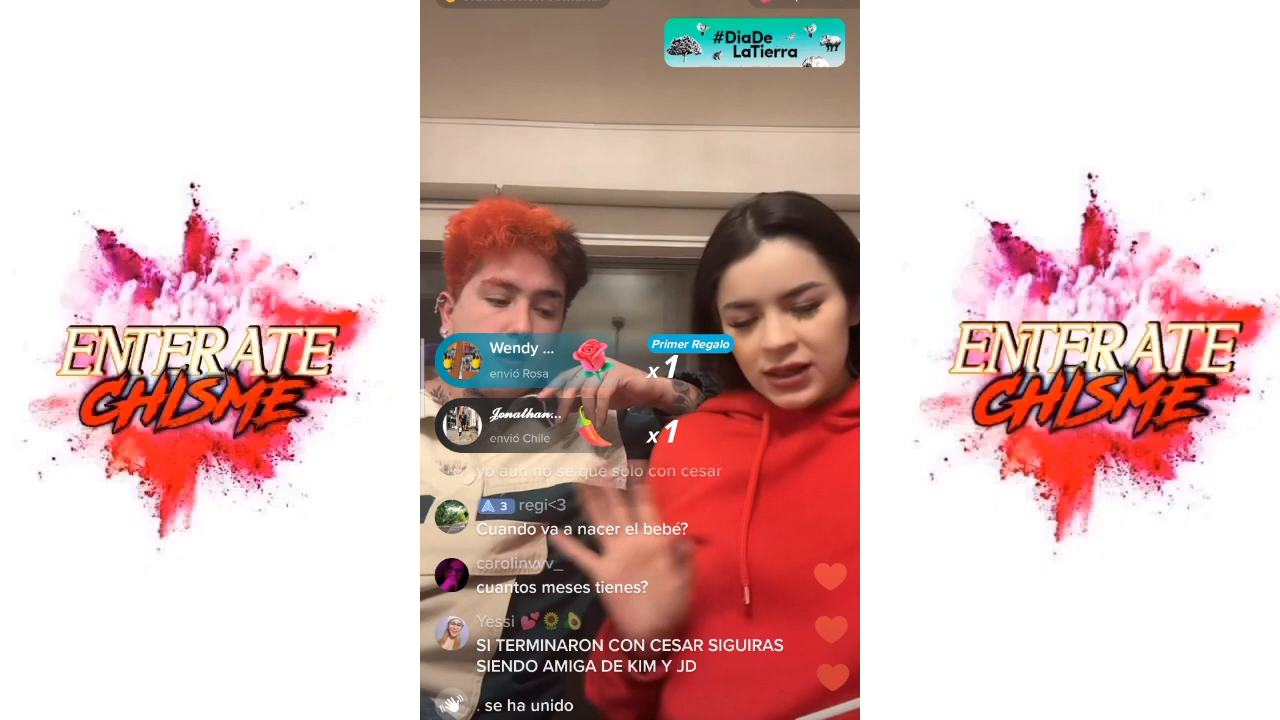 #DiaDe
LaTierra
ENTERATE
CHISME
ENTERATE
CHISME
Wendy ...
envió Rosa
Primer Regalo
x1
Jonathan...
envió Chile
x1
yo aun no se que solo con cesar
3 regi<3
Cuando va a nacer el bebé?
carolinvvv_
cuantos meses tienes?
Yessi 💕🌻🥑
SI TERMINARON CON CESAR SIGUIRAS
SIENDO AMIGA DE KIM Y JD
. se ha unido